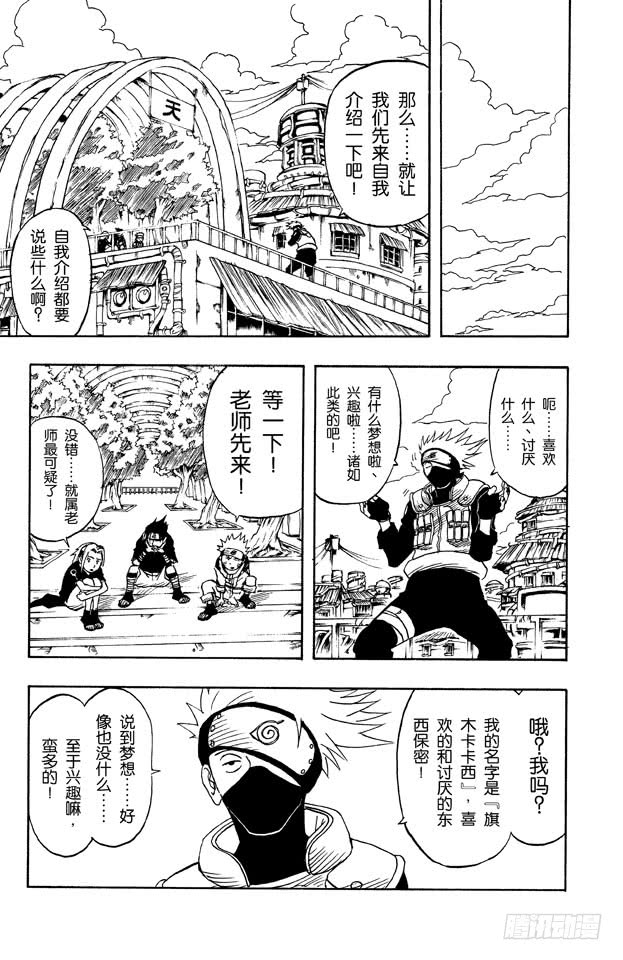 那么……就让
我们先来自我
介绍一下吧！
天
自我介绍都要
说些什么啊？
呃……喜欢
什么、讨厌
什么……
有什么梦想啦、
兴趣啦……诸如
此类的吧！
等一下！
老师先来！
没错……就属老
师最可疑了！
哦？我吗？
我的名字是『旗
木卡卡西』，喜
欢的和讨厌的东
西保密！
说到梦想……好
像也没什么……
至于兴趣嘛，
蛮多的！
腾讯动漫